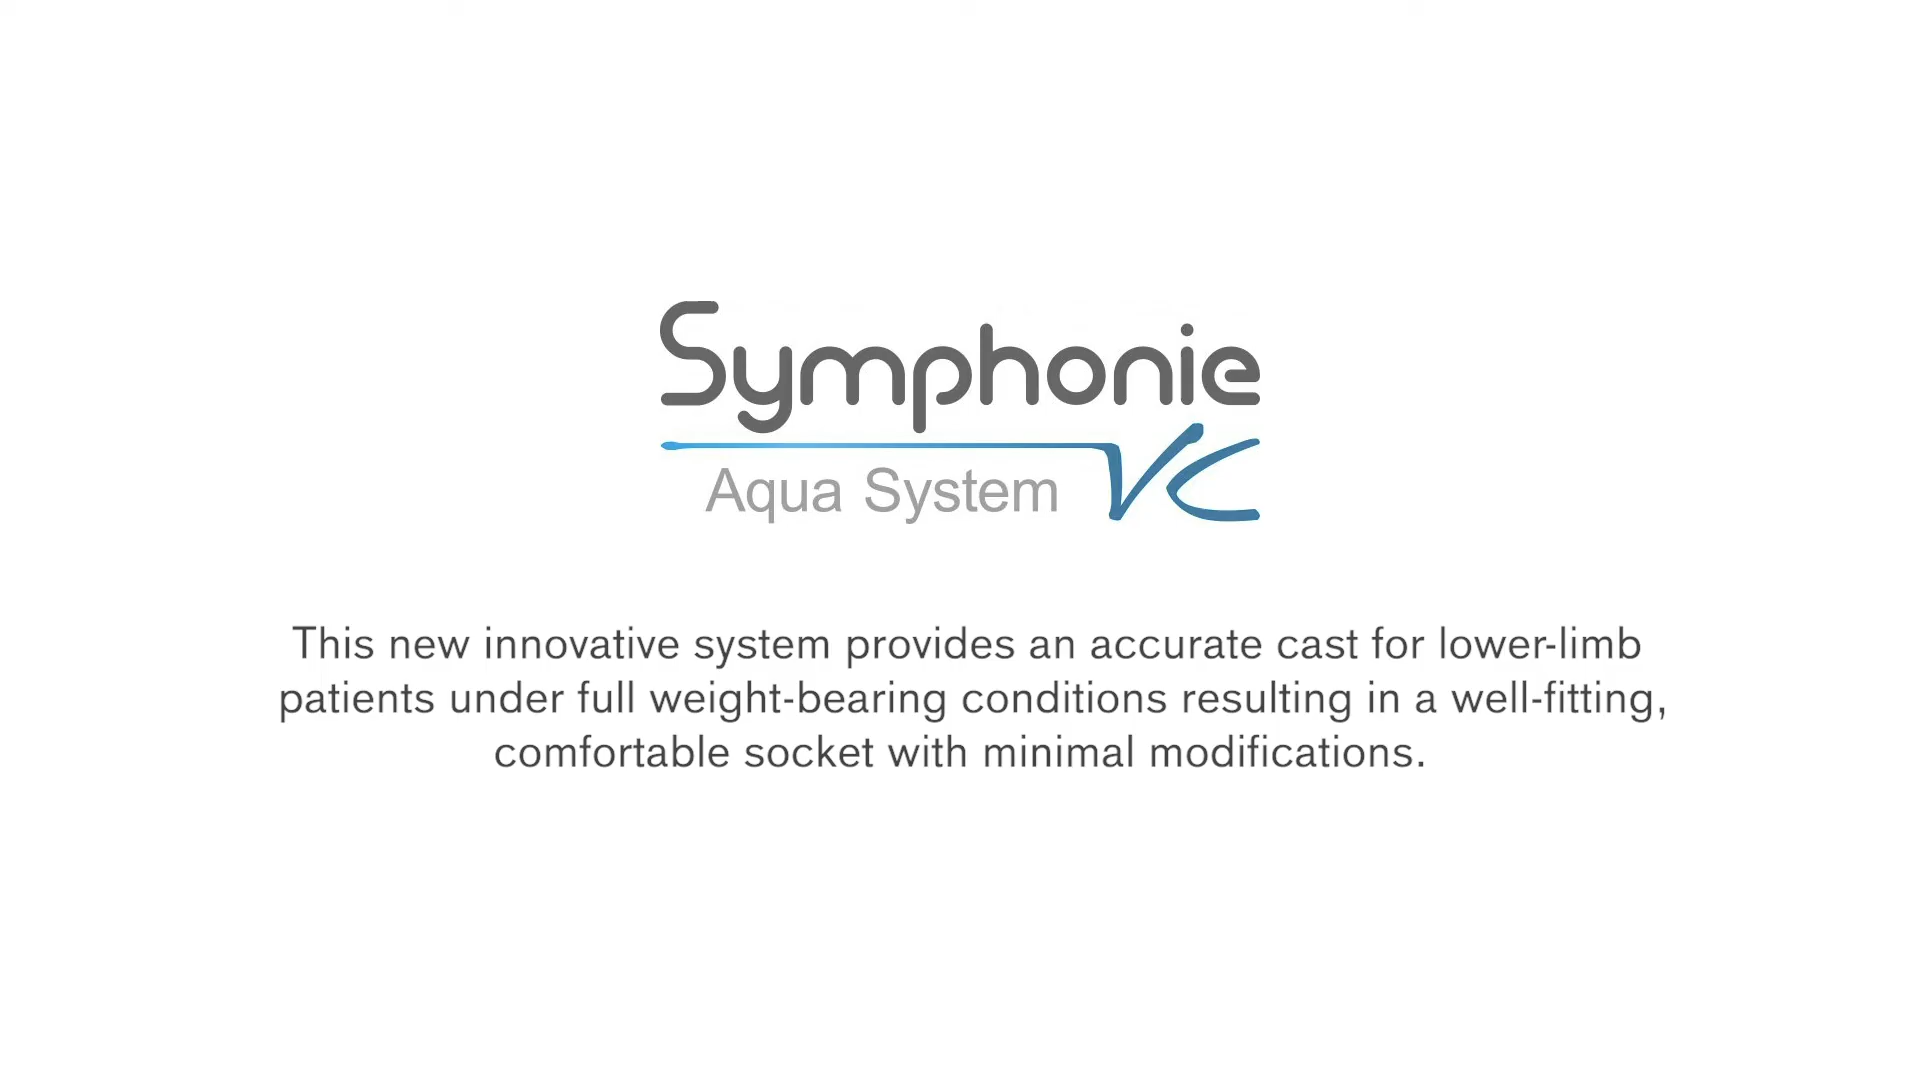 Symphonie
Aqua System VC
This new innovative system provides an accurate cast for lower-limb
patients under full weight-bearing conditions resulting in a well-fitting,
comfortable socket with minimal modifications.